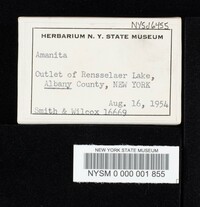 NYSd6455
HERBARIUM N. Y. STATE MUSEUM
Amanita
Outlet of Rensselaer Lake,
Albany County, NEW YORK
Aug. 16, 1954
Smith & Wilcox 16669
NEW YORK STATE MUSEUM
NYSM 0 000 001 855